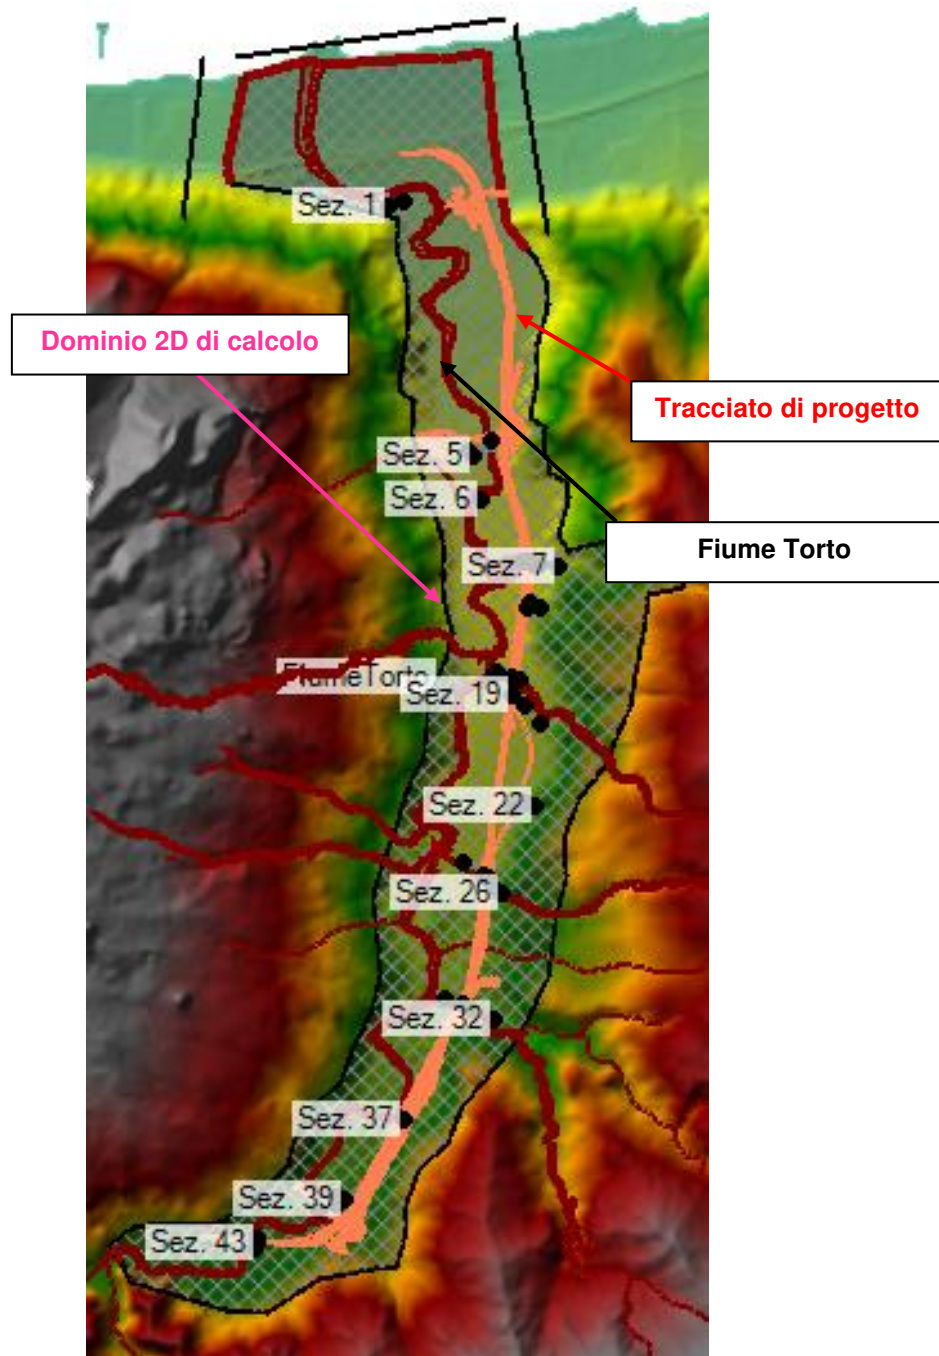 Sez. 1
Dominio 2D di calcolo
Tracciato di progetto
Sez. 5
Sez. 6
Fiume Torto
Sez. 7
FiumeTorto
Sez. 19
Sez. 22
Sez. 26
Sez. 32
Sez. 37
Sez. 39
Sez. 43